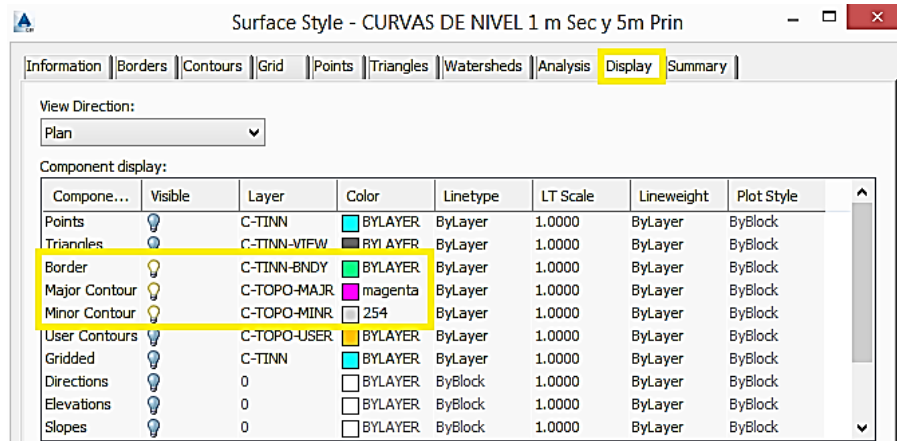 Surface Style - CURVAS DE NIVEL 1 m Sec y 5m Prin
Information Borders Contours Grid Points Triangles Watersheds Analysis Display Summary
View Direction:
Plan
Component display:
Compone... Visible Layer Color Linetype LT Scale Lineweight Plot Style
Points C-TINN BYLAYER ByLayer 1.0000 ByLayer ByBlock
Triangles C-TINN-VIEW BYLAYER ByLayer 1.0000 ByLayer ByBlock
Border C-TINN-BNDY BYLAYER ByLayer 1.0000 ByLayer ByBlock
Major Contour C-TOPO-MAJR magenta ByLayer 1.0000 ByLayer ByBlock
Minor Contour C-TOPO-MINR 254 ByLayer 1.0000 ByLayer ByBlock
User Contours C-TOPO-USER BYLAYER ByLayer 1.0000 ByLayer ByBlock
Gridded C-TINN BYLAYER ByLayer 1.0000 ByLayer ByBlock
Directions 0 BYLAYER ByBlock 1.0000 ByLayer ByBlock
Elevations 0 BYLAYER ByBlock 1.0000 ByLayer ByBlock
Slopes 0 BYLAYER ByBlock 1.0000 ByLayer ByBlock